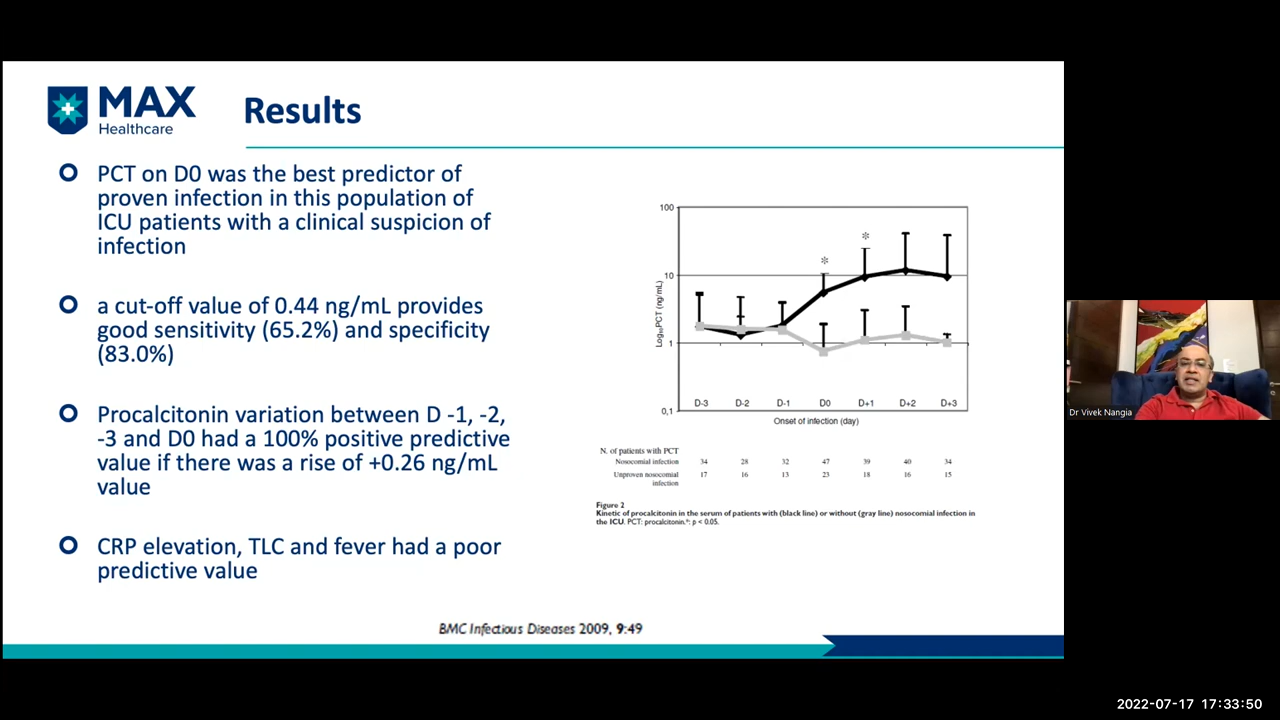 MAX
Healthcare
Results
PCT on D0 was the best predictor of
proven infection in this population of
ICU patients with a clinical suspicion of
infection
a cut-off value of 0.44 ng/mL provides
good sensitivity (65.2%) and specificity
(83.0%)
Procalcitonin variation between D -1, -2,
-3 and D0 had a 100% positive predictive
value if there was a rise of +0.26 ng/mL
value
CRP elevation, TLC and fever had a poor
predictive value
100
10
1
0,1
Log₁₀PCT (ng/mL)
* *
D-3 D-2 D-1 D0 D+1 D+2 D+3
Onset of infection (day)
N. of patients with PCT
Nosocomial infection 34 28 32 47 39 40 34
Unproven nosocomial 17 16 13 23 18 16 15
infection
Figure 2
Kinetic of procalcitonin in the serum of patients with (black line) or without (gray line) nosocomial infection in
the ICU. PCT: procalcitonin.*: p < 0.05.
BMC Infectious Diseases 2009, 9:49
Dr Vivek Nangia
2022-07-17 17:33:50